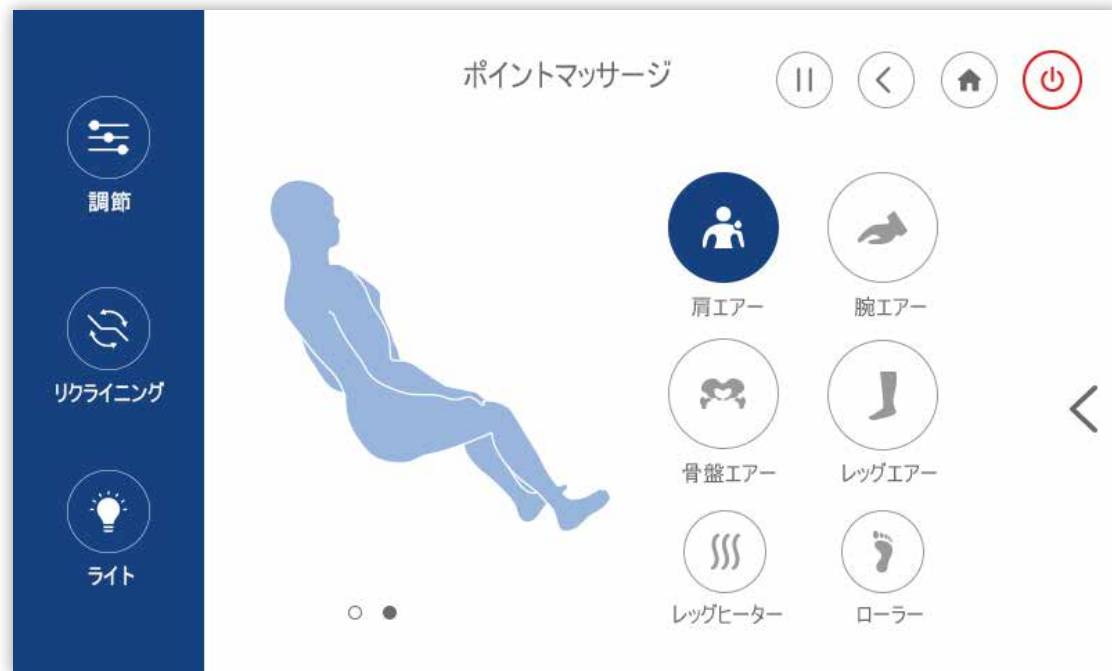 ポイントマッサージ
調節
リクライニング
ライト
肩エアー
腕エアー
骨盤エアー
レッグエアー
レッグヒーター
ローラー